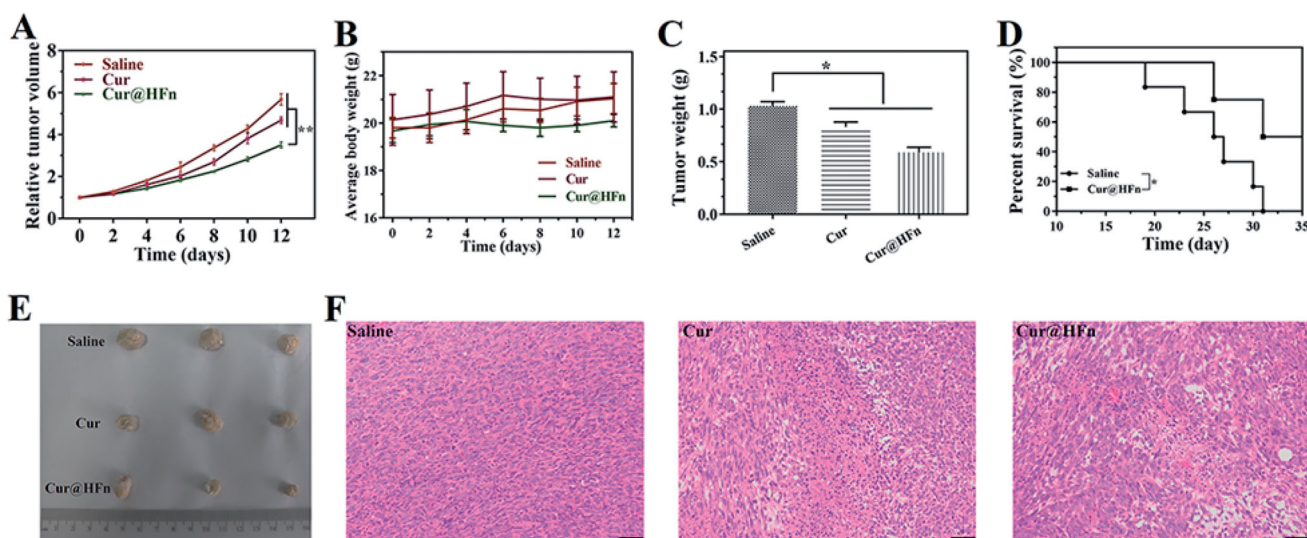 A
Relative tumor volume
8
6
4
2
0
Saline
Cur
Cur@HFn
**
0 2 4 6 8 10 12
Time (days)
B
Average body weight (g)
22
21
20
18
16
Saline
Cur
Cur@HFn
0 2 4 6 8 10 12
Time (days)
C
Tumor weight (g)
1.5
1.0
0.5
0.0
*
Saline
Cur
Cur@HFn
D
Percent survival (%)
100
80
60
40
20
0
Saline
Cur@HFn
*
10 15 20 25 30 35
Time (day)
E
Saline
Cur
Cur@HFn
F
Saline
Cur
Cur@HFn